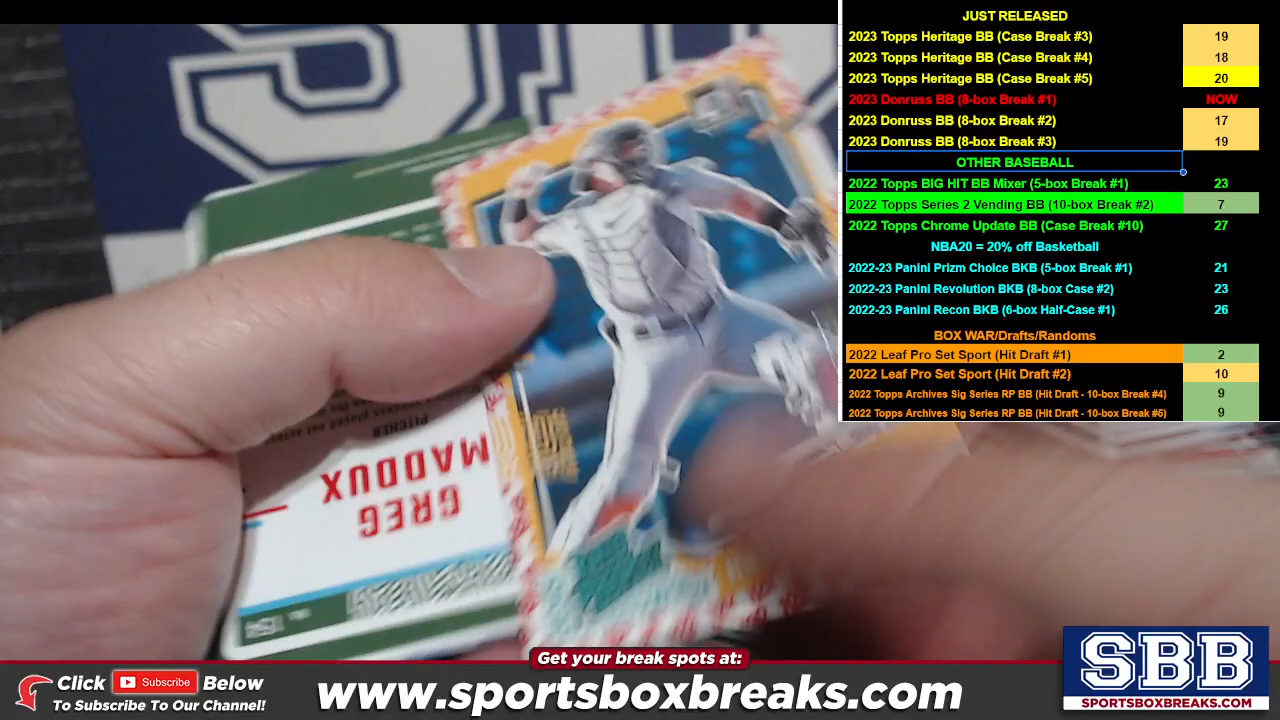 JUST RELEASED
2023 Topps Heritage BB (Case Break #3) 19
2023 Topps Heritage BB (Case Break #4) 18
2023 Topps Heritage BB (Case Break #5) 20
2023 Donruss BB (8-box Break #1) NOW
2023 Donruss BB (8-box Break #2) 17
2023 Donruss BB (8-box Break #3) 19
OTHER BASEBALL
2022 Topps BIG HIT BB Mixer (5-box Break #1) 23
2022 Topps Series 2 Vending BB (10-box Break #2) 7
2022 Topps Chrome Update BB (Case Break #10) 27
NBA20 = 20% off Basketball
2022-23 Panini Prizm Choice BKB (5-box Break #1) 21
2022-23 Panini Revolution BKB (8-box Case #2) 23
2022-23 Panini Recon BKB (6-box Half-Case #1) 26
BOX WAR/Drafts/Randoms
2022 Leaf Pro Set Sport (Hit Draft #1) 2
2022 Leaf Pro Set Sport (Hit Draft #2) 10
2022 Topps Archives Sig Series RP BB (Hit Draft - 10-box Break #4) 9
2022 Topps Archives Sig Series RP BB (Hit Draft - 10-box Break #5) 9
PITCHER
GREG
MADDUX
Get your break spots at:
Click Subscribe Below
To Subscribe To Our Channel!
www.sportsboxbreaks.com
SBB
SPORTSBOXBREAKS.COM